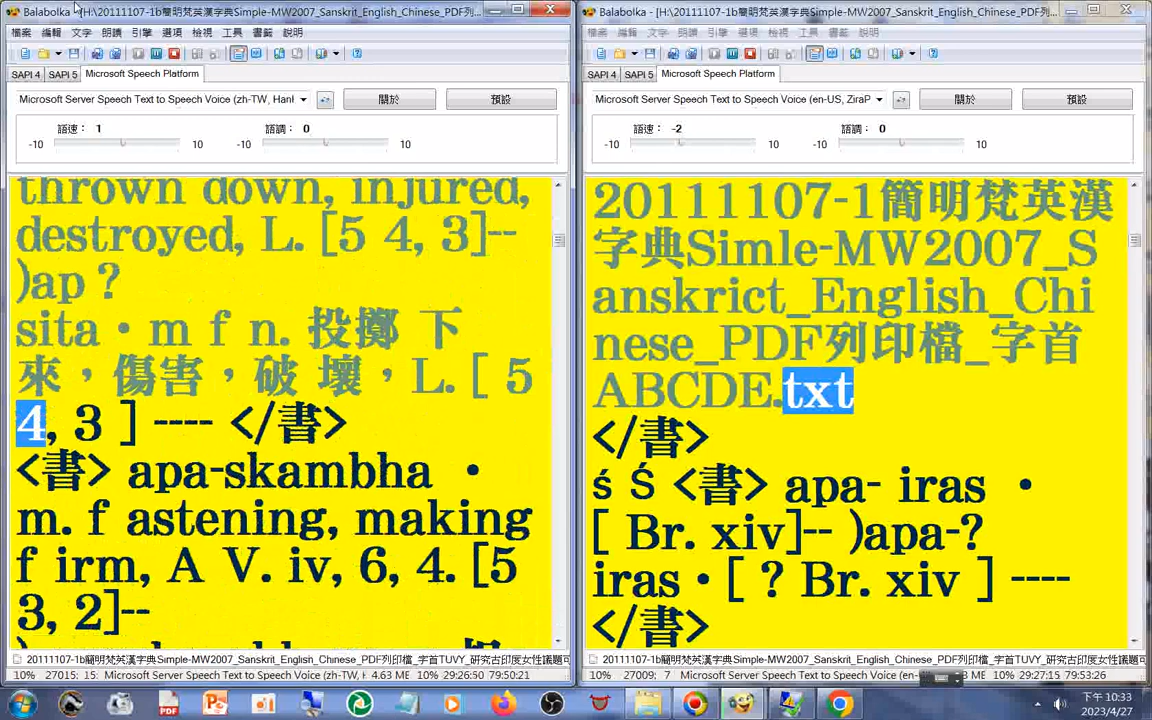 Balabolka - [H:\20111107-1b簡明梵英漢字典Simple-MW2007_Sanskrit_English_Chinese_PDF列...
檔案 編輯 文字 朗讀 引擎 選項 檢視 工具 書籤 說明
SAPI 4 SAPI 5 Microsoft Speech Platform
Microsoft Server Speech Text to Speech Voice (zh-TW, Hanl
關於 預設
語速： 1 語調： 0
-10 10 -10 10
thrown down, injured,
destroyed, L. [5 4, 3]--
)ap ?
sita • m f n. 投擲 下
來，傷害，破 壞，L. [ 5
4, 3 ] ---- </書>
<書> apa-skambha •
m. f astening, making
f irm, A V. iv, 6, 4. [5
3, 2]--
20111107-1b簡明梵英漢字典Simple-MW2007_Sanskrit_English_Chinese_PDF列印檔_字首TUVY_研究古印度女性議題可
10% 27015: 15: Microsoft Server Speech Text to Speech Voice (zh-TW, H 4.63 ME 10% 29:26:50 79:50:21
Balabolka - [H:\20111107-1b簡明梵英漢字典Simple-MW2007_Sanskrit_English_Chinese_PDF列...
檔案 編輯 文字 朗讀 引擎 選項 檢視 工具 書籤 說明
SAPI 4 SAPI 5 Microsoft Speech Platform
Microsoft Server Speech Text to Speech Voice (en-US, ZiraP
關於 預設
語速： -2 語調： 0
-10 10 -10 10
20111107-1簡明梵英漢
字典Simle-MW2007_S
anskrict_English_Chi
nese_PDF列印檔_字首
ABCDE.txt
</書>
ś Ś <書> apa- iras •
[ Br. xiv]-- )apa-?
iras • [ ? Br. xiv ] ----
</書>
20111107-1b簡明梵英漢字典Simple-MW2007_Sanskrit_English_Chinese_PDF列印檔_字首TUVY_研究古印度女性議題可
10% 27009: 7 Microsoft Server Speech Text to Speech Voice (en-US, 3 ME 10% 29:27:15 79:53:26
下午 10:33
2023/4/27